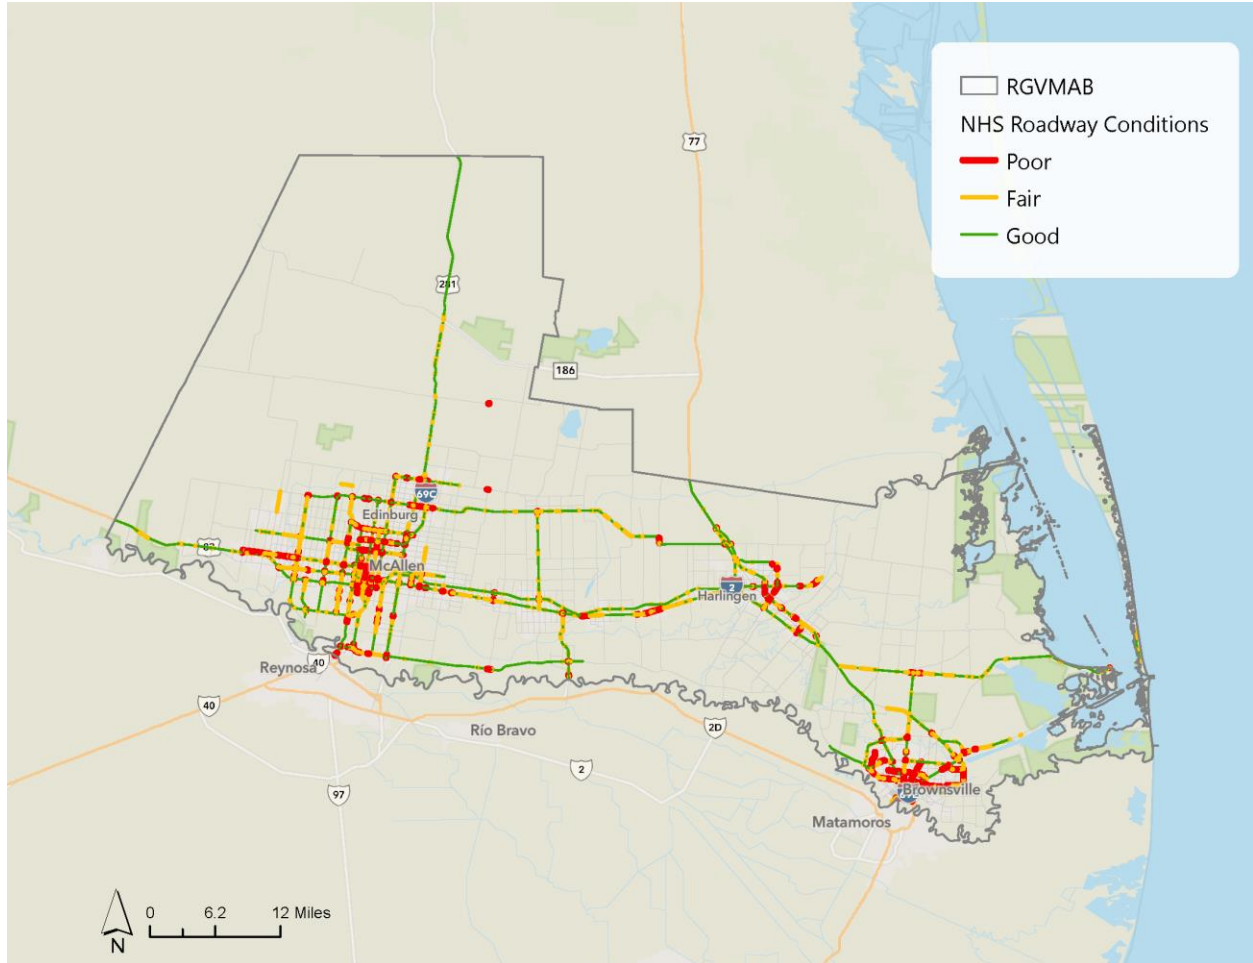 RGVMAB
NHS Roadway Conditions
Poor
Fair
Good
77
281
186
69C
Edinburg
83
McAllen
2
Harlingen
Reynosa
40
40
Río Bravo
2D
2
97
Brownsville
Matamoros
0 6.2 12 Miles
N